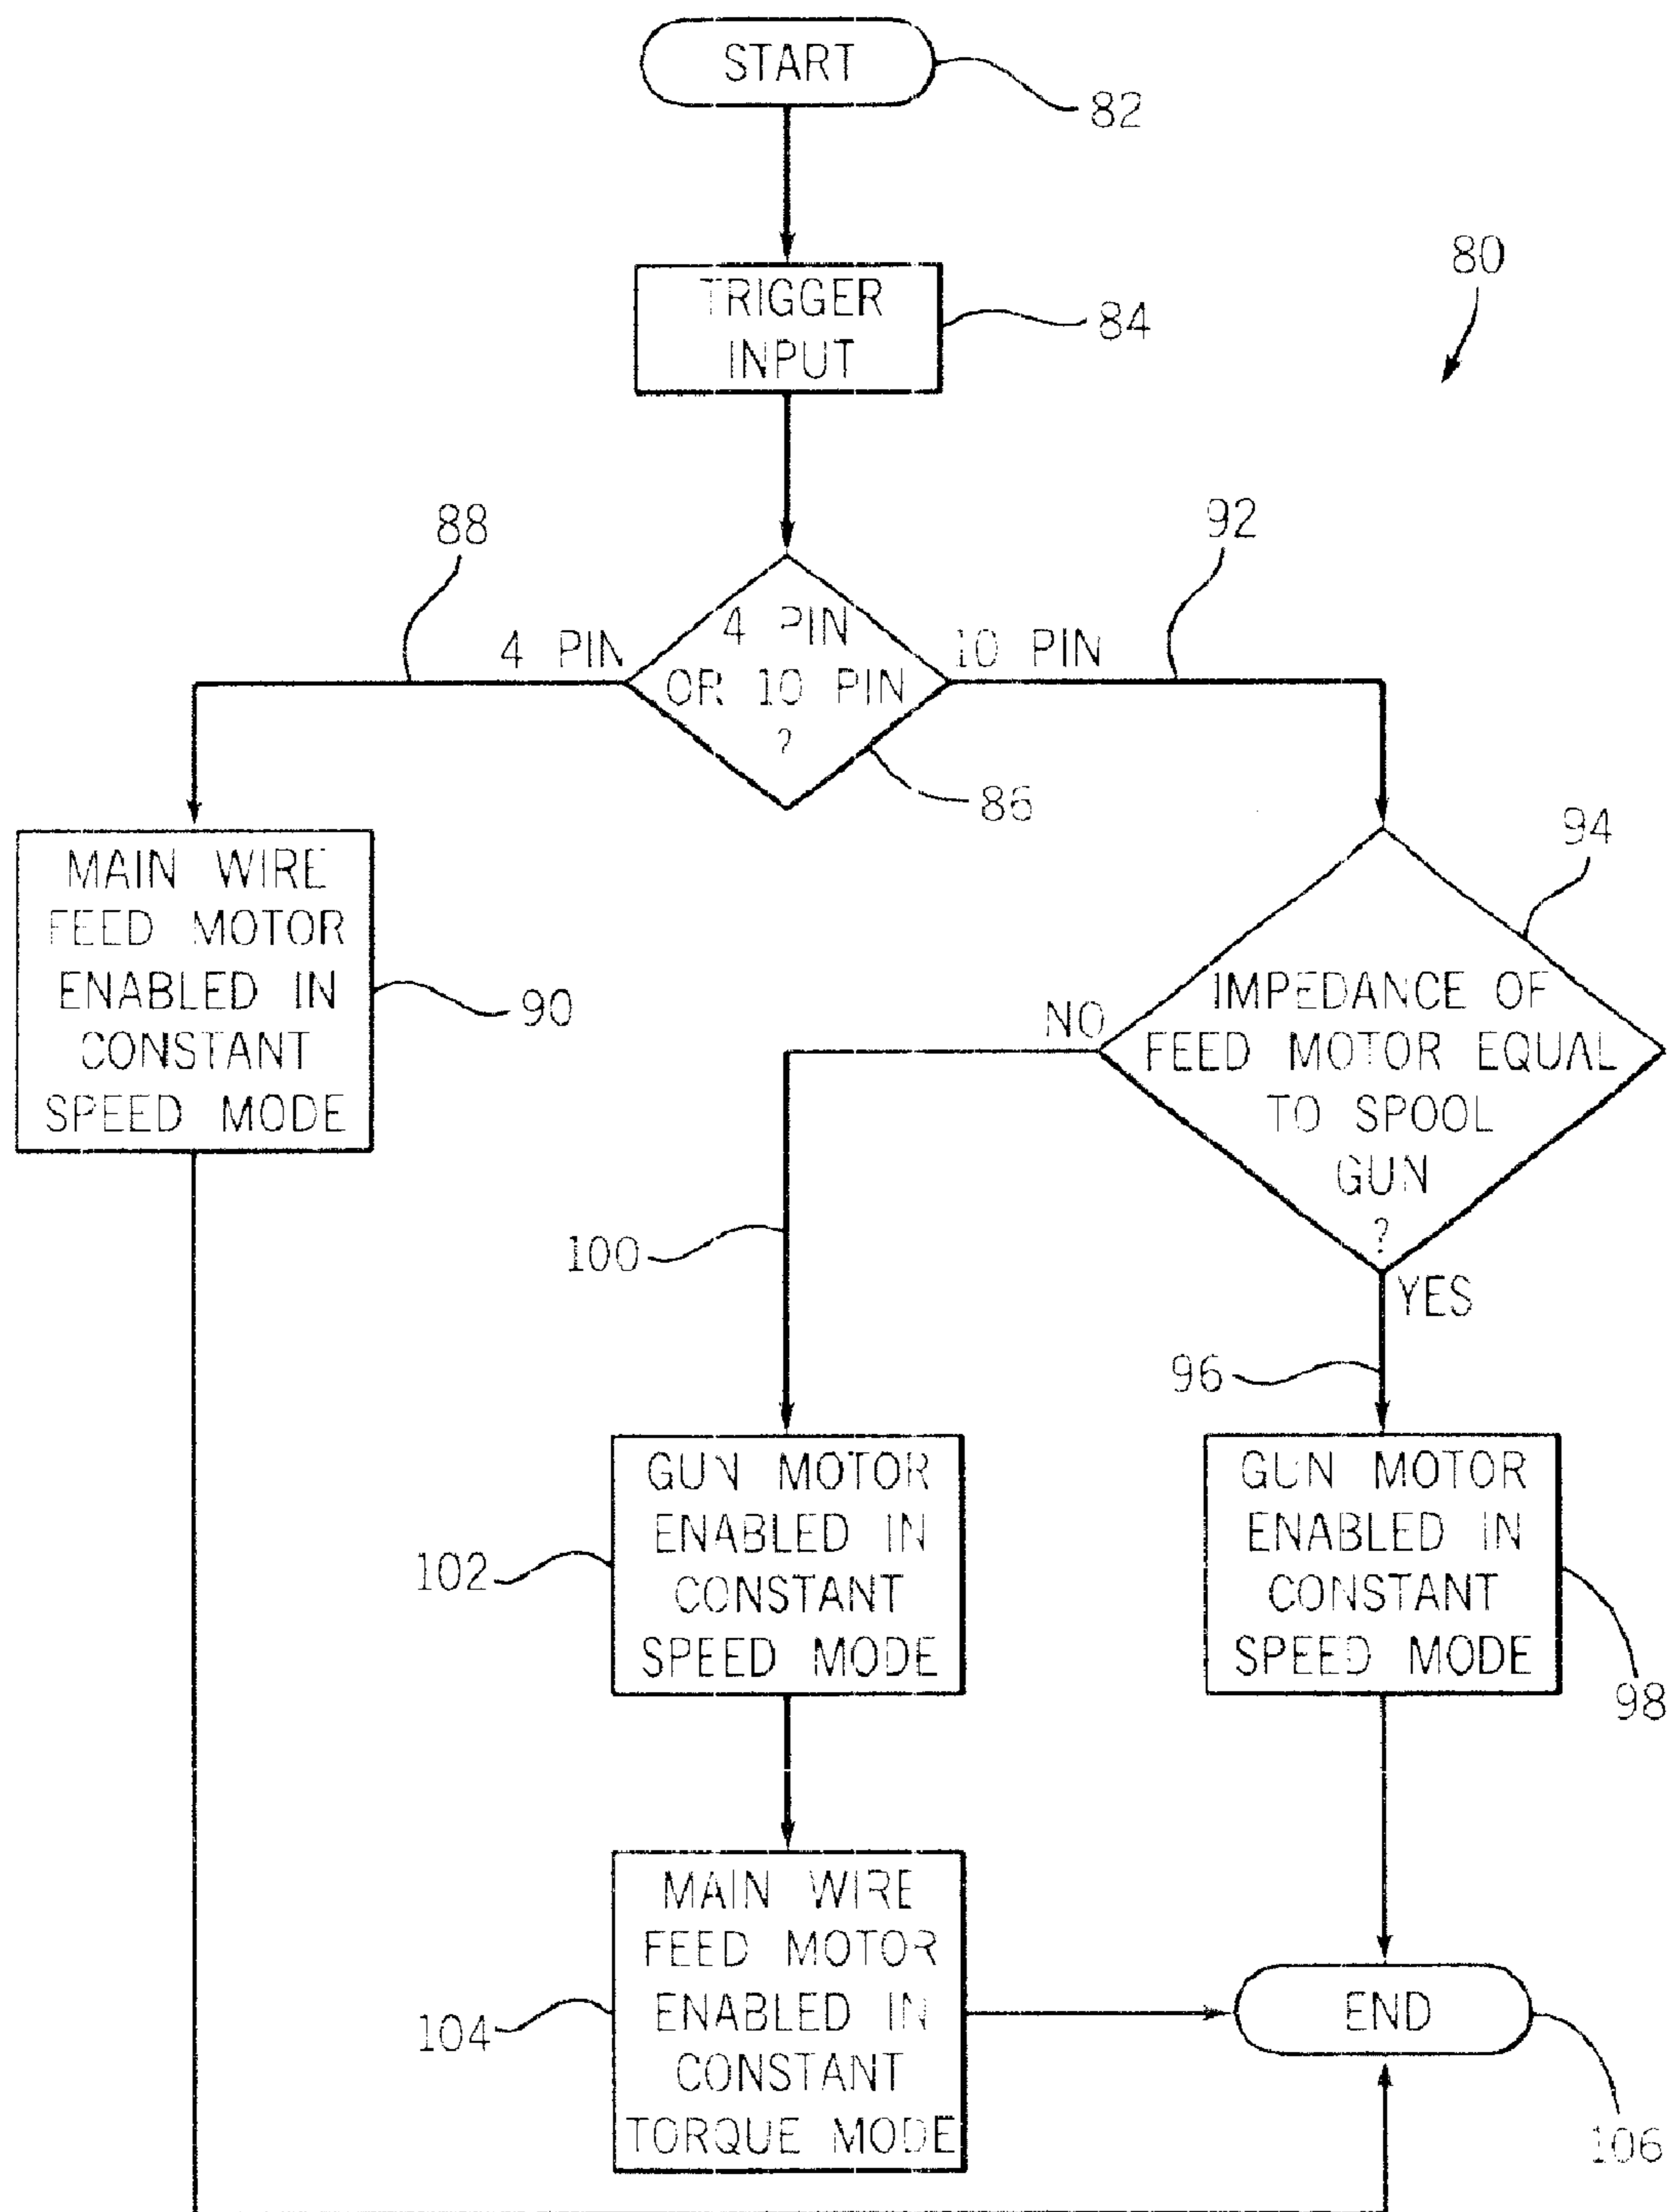 START
82
TRIGGER
INPUT
84
80
88
92
4 PIN
4 PIN
OR 10 PIN
?
10 PIN
86
94
MAIN WIRE
FEED MOTOR
ENABLED IN
CONSTANT
SPEED MODE
90
IMPEDANCE OF
FEED MOTOR EQUAL
TO SPOOL
GUN
?
NO
YES
100
96
GUN MOTOR
ENABLED IN
CONSTANT
SPEED MODE
102
GUN MOTOR
ENABLED IN
CONSTANT
SPEED MODE
98
MAIN WIRE
FEED MOTOR
ENABLED IN
CONSTANT
TORQUE MODE
104
END
106